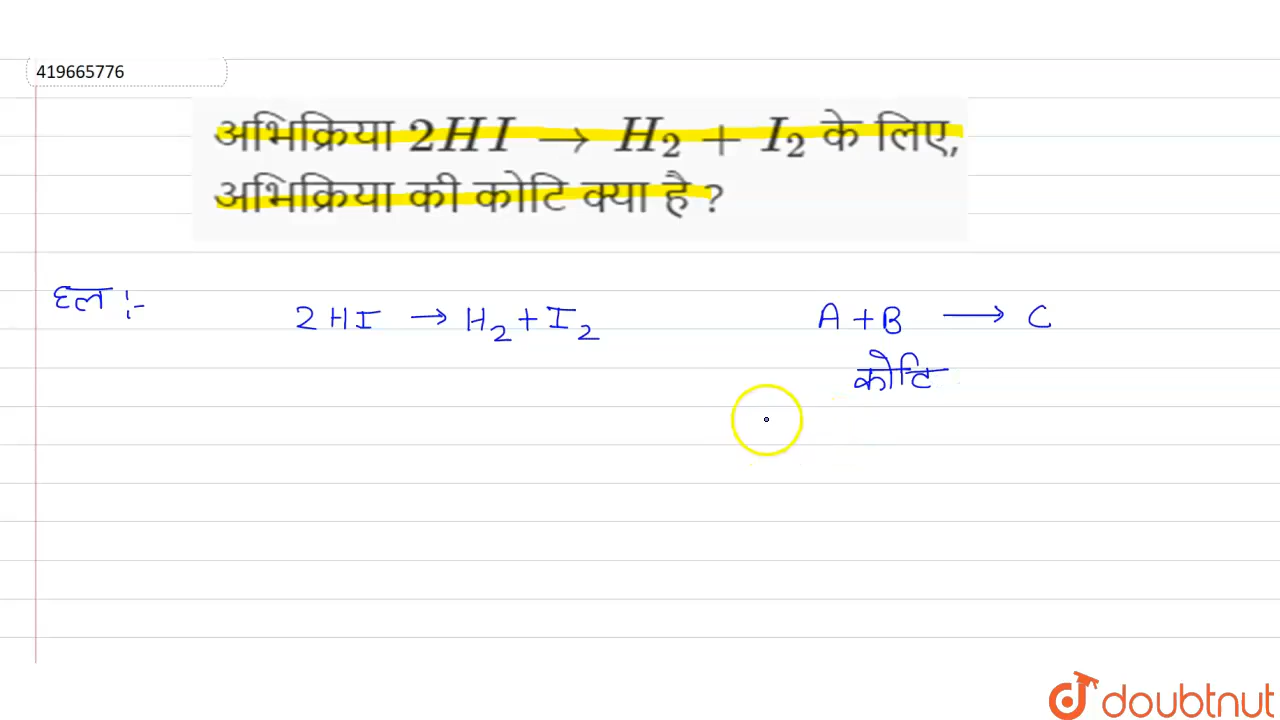 419665776
अभिक्रिया 2HI → H₂ + I₂ के लिए,
अभिक्रिया की कोटि क्या है ?
हल :- 2HI → H₂ + I₂ A + B → C
कोटि
doubtnut